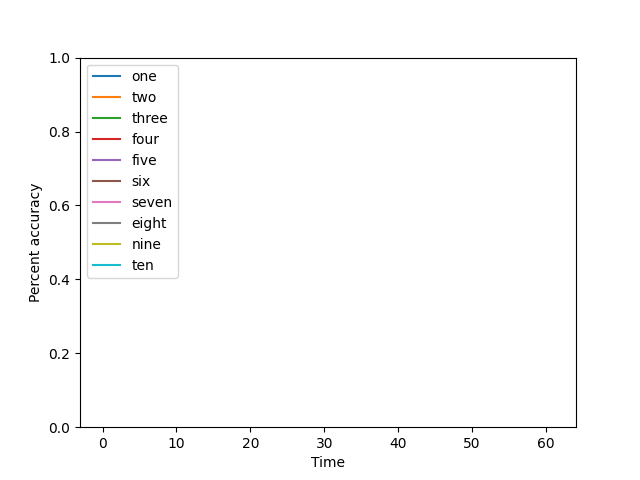 1.0
0.8
0.6
0.4
0.2
0.0
Percent accuracy
one
two
three
four
five
six
seven
eight
nine
ten
0 10 20 30 40 50 60
Time